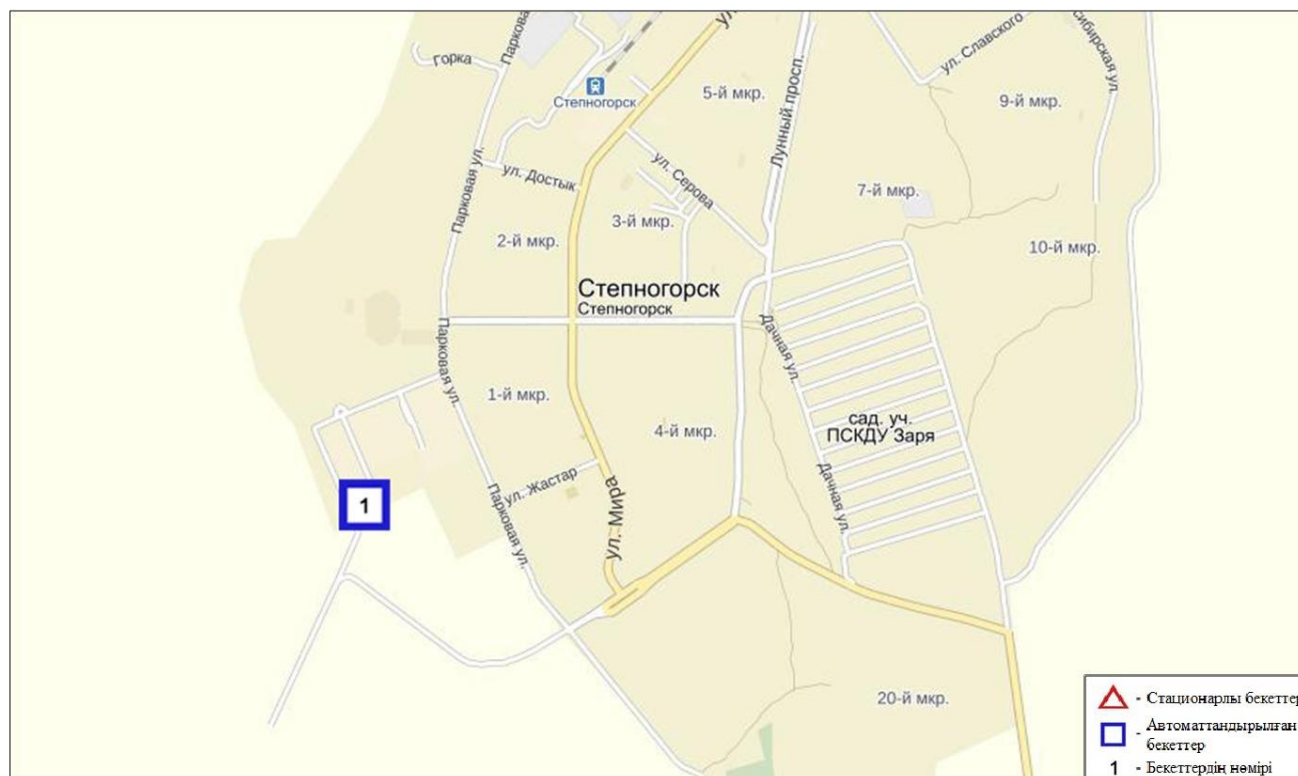 ул.
Парковая
Горка
Степногорск
5-й мкр.
Лунный просп.
ул. Славского
сибирская ул.
9-й мкр.
Парковая ул.
ул. Достык
ул. Серова
3-й мкр.
2-й мкр.
7-й мкр.
10-й мкр.
Степногорск
Степногорск
Парковая ул.
Дачная ул.
1-й мкр.
4-й мкр.
сад. уч.
ПСКДУ Заря
ул. Жастар
ул. Мира
Дачная ул.
1
Парковая ул.
20-й мкр.
- Стационарлы бекеттер
- Автоматтандырылған
бекеттер
1 - Бекеттердің нөмірі